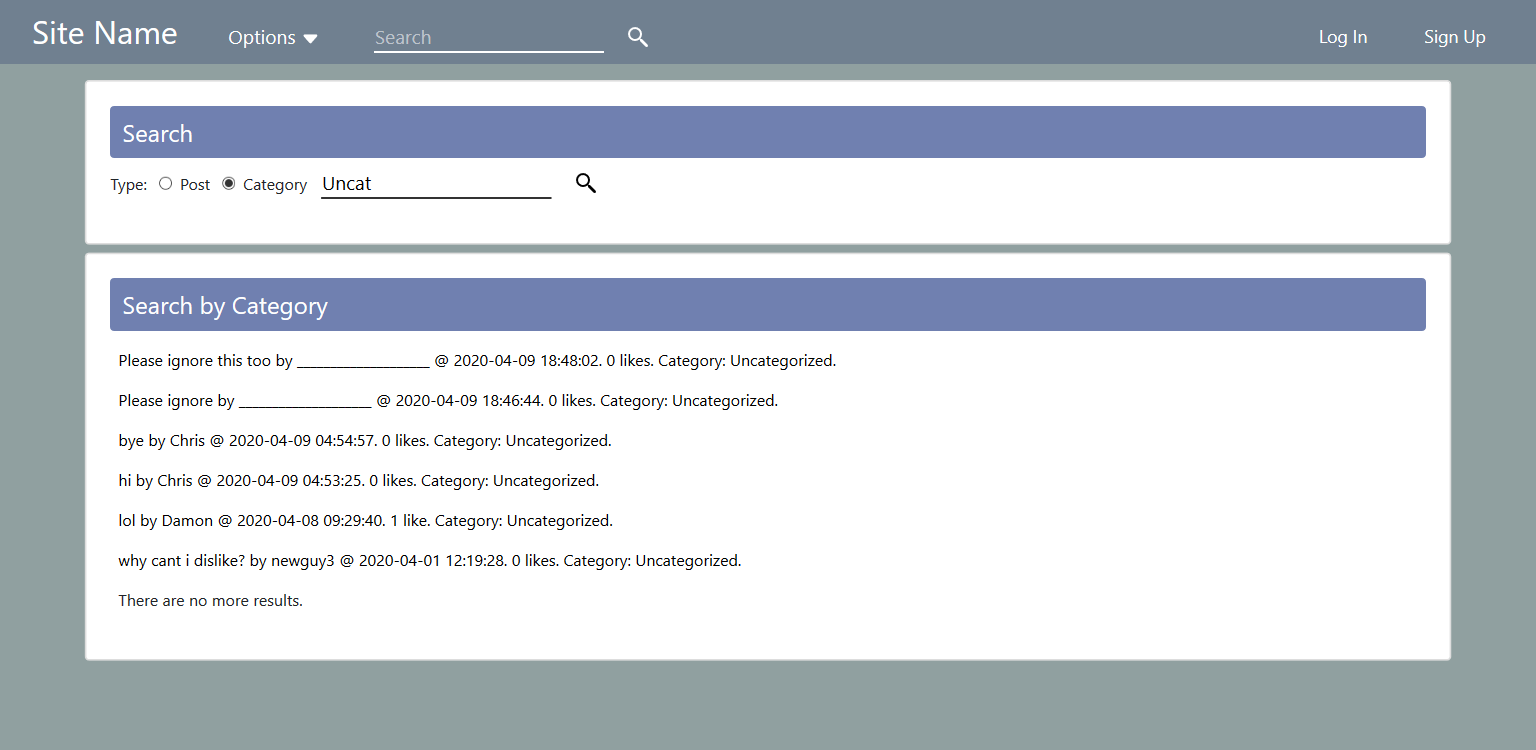 Site Name Options Search Log In Sign Up
Search
Type: Post Category Uncat
Search by Category
Please ignore this too by ____________________ @ 2020-04-09 18:48:02. 0 likes. Category: Uncategorized.
Please ignore by ____________________ @ 2020-04-09 18:46:44. 0 likes. Category: Uncategorized.
bye by Chris @ 2020-04-09 04:54:57. 0 likes. Category: Uncategorized.
hi by Chris @ 2020-04-09 04:53:25. 0 likes. Category: Uncategorized.
lol by Damon @ 2020-04-08 09:29:40. 1 like. Category: Uncategorized.
why cant i dislike? by newguy3 @ 2020-04-01 12:19:28. 0 likes. Category: Uncategorized.
There are no more results.